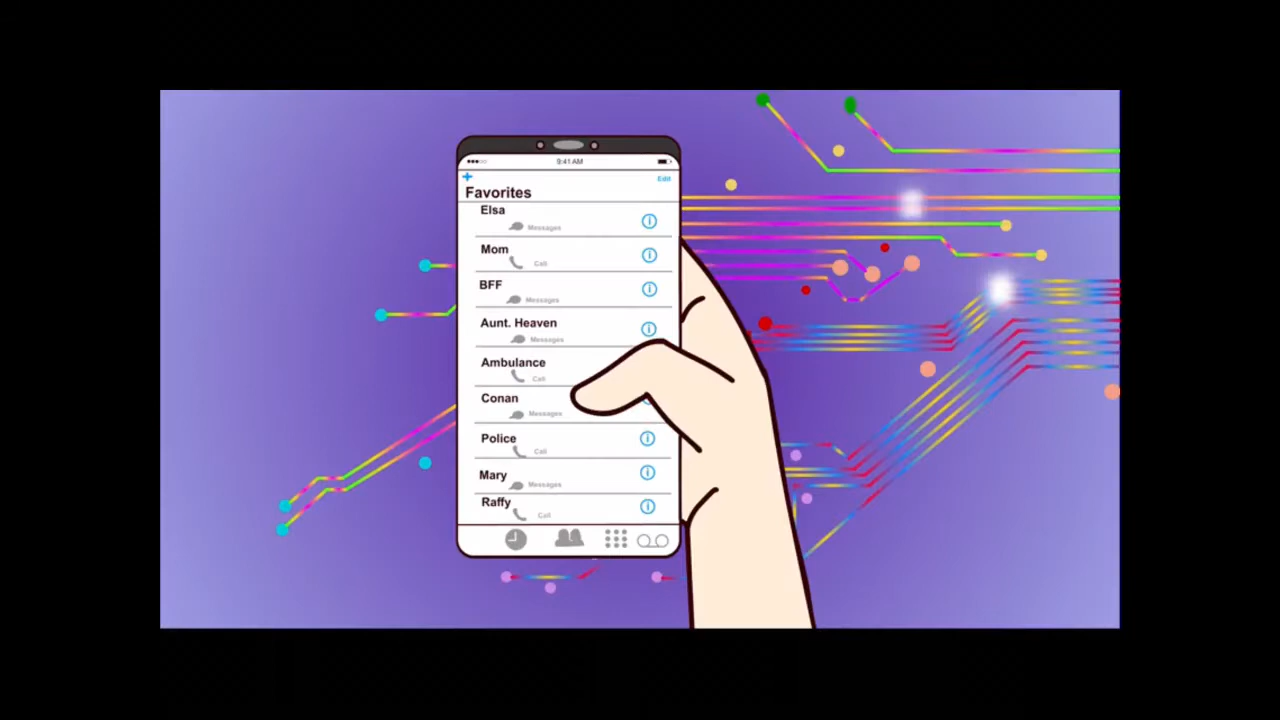 9:41 AM
Edit
Favorites
Elsa
Messages
Mom
Call
BFF
Messages
Aunt. Heaven
Messages
Ambulance
Call
Conan
Messages
Police
Call
Mary
Messages
Raffy
Call